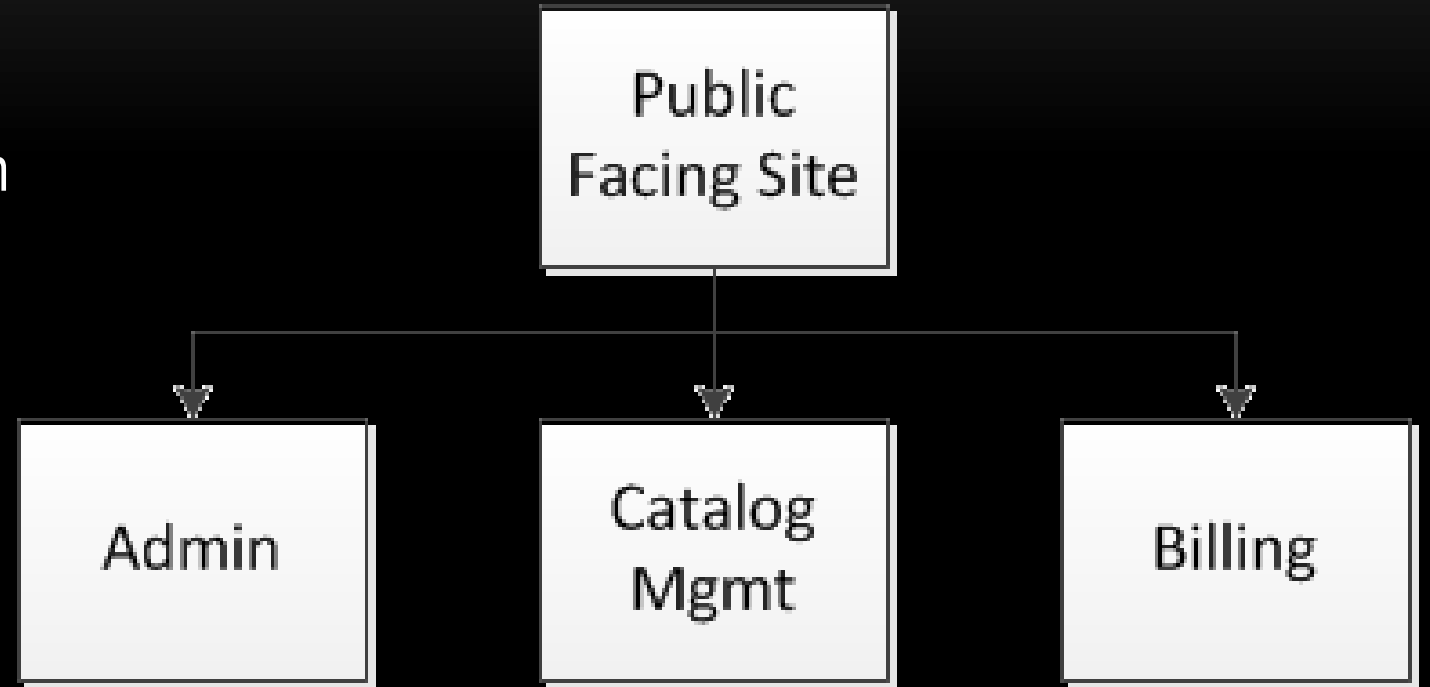 Public
Facing Site
n
Admin
Catalog
Mgmt
Billing